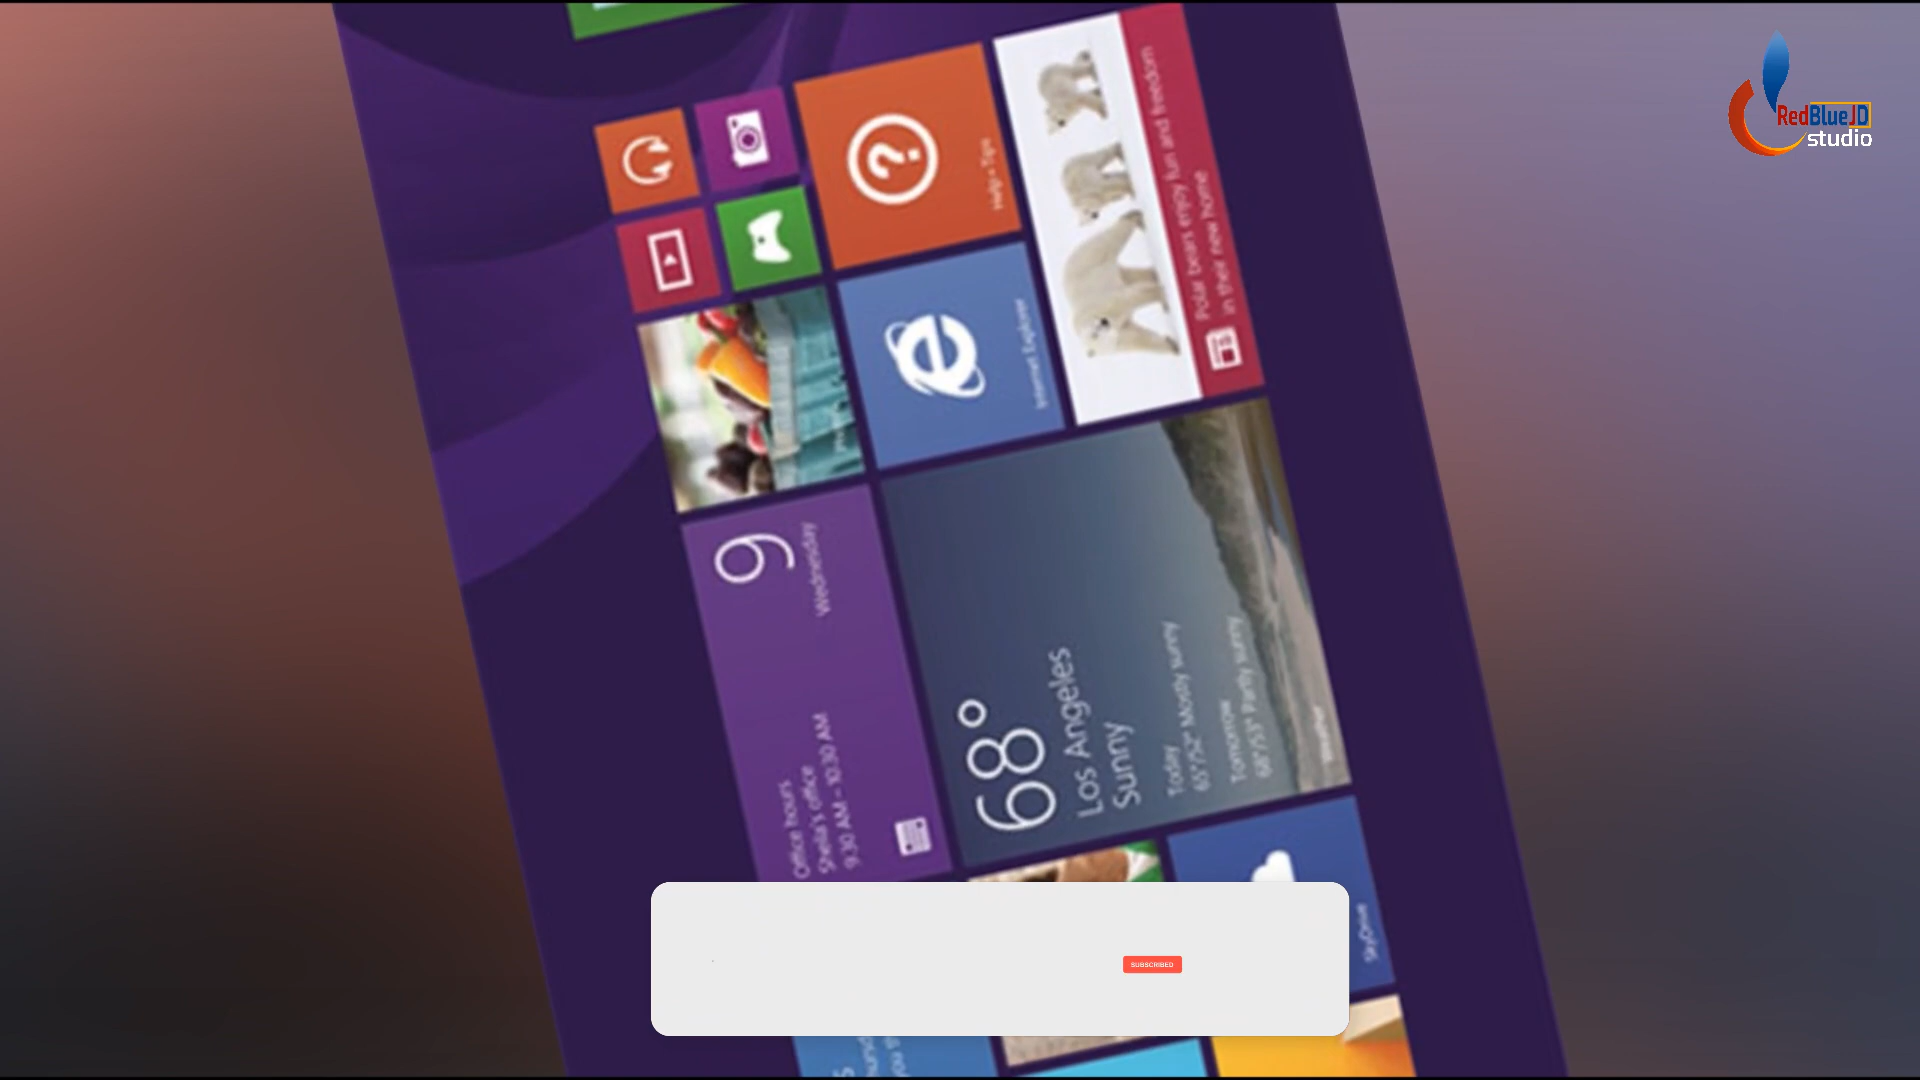 RedBlueJD
studio
Help+Tips
Polar bears enjoy fun and freedom
in their new home
Internet Explorer
9
Wednesday
Office hours
Sheila's office
9:30 AM – 10:30 AM
68°
Los Angeles
Sunny
Today
65°/52° Mostly sunny
Tomorrow
68°/53° Partly sunny
Weather
SkyDrive
SUBSCRIBED